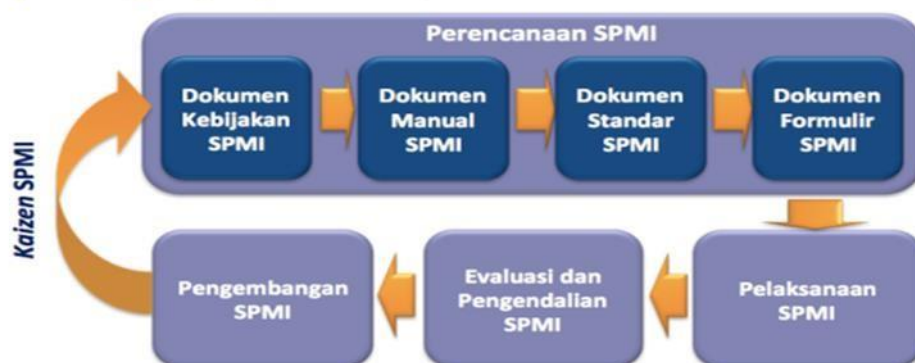 Perencanaan SPMI
Dokumen
Kebijakan
SPMI
Dokumen
Manual
SPMI
Dokumen
Standar
SPMI
Dokumen
Formulir
SPMI
Kaizen SPMI
Pengembangan
SPMI
Evaluasi dan
Pengendalian
SPMI
Pelaksanaan
SPMI